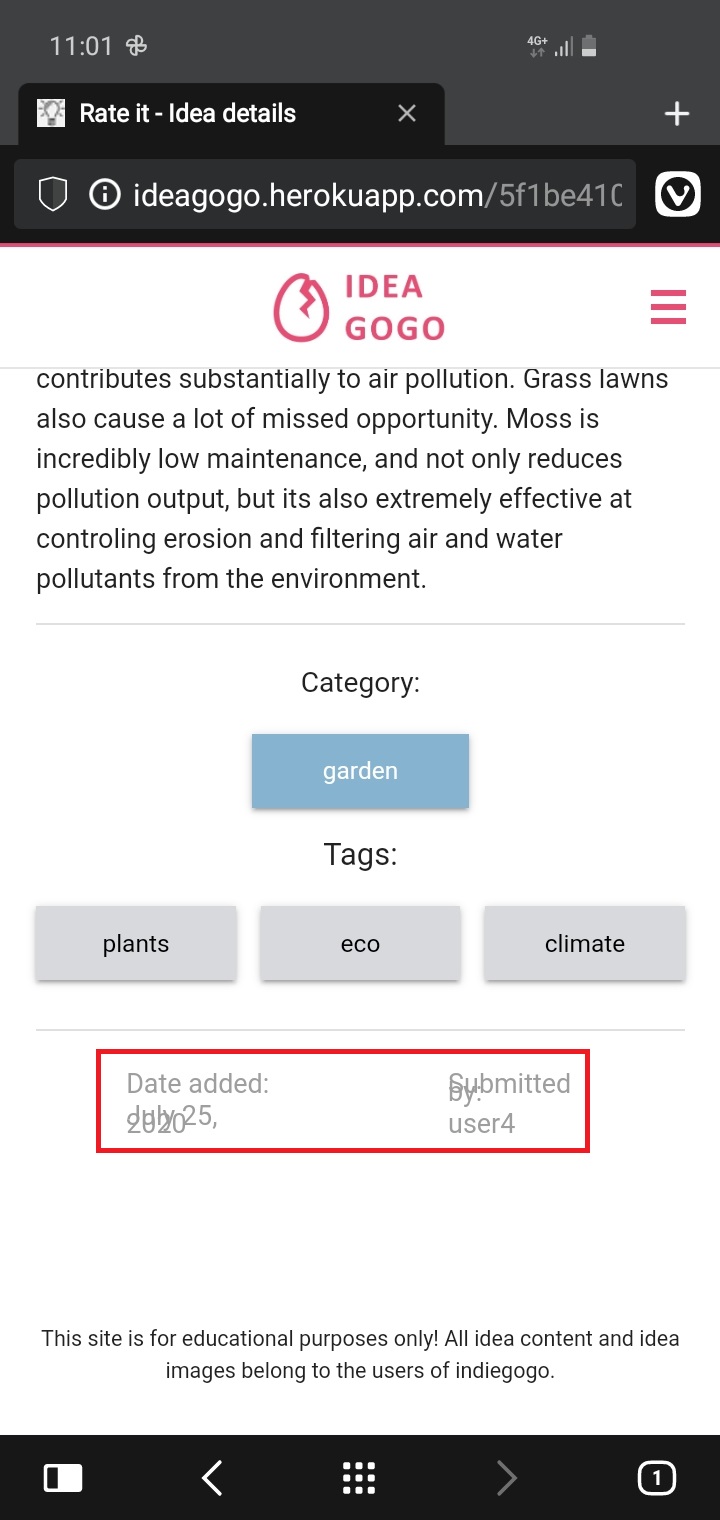 11:01
4G+
Rate it - Idea details
ideagogo.herokuapp.com/5f1be410
IDEA
GOGO
contributes substantially to air pollution. Grass lawns
also cause a lot of missed opportunity. Moss is
incredibly low maintenance, and not only reduces
pollution output, but its also extremely effective at
controling erosion and filtering air and water
pollutants from the environment.
Category:
garden
Tags:
plants eco climate
Date added: Submitted
by:
July 25,
2020 user4
This site is for educational purposes only! All idea content and idea
images belong to the users of indiegogo.
1